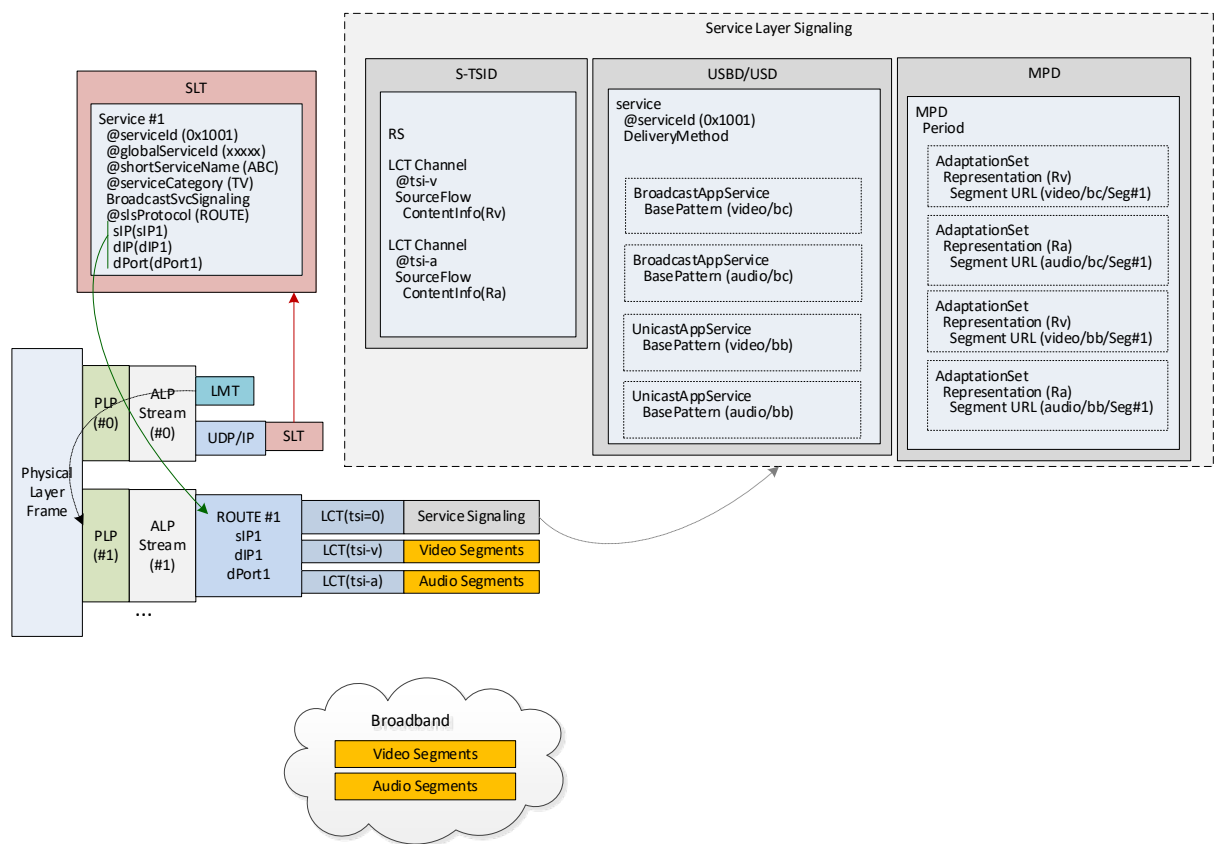 Service Layer Signaling
SLT
Service #1
@serviceId (0x1001)
@globalServiceId (xxxxx)
@shortServiceName (ABC)
@serviceCategory (TV)
BroadcastSvcSignaling
@slsProtocol (ROUTE)
sIP(sIP1)
dIP(dIP1)
dPort(dPort1)
S-TSID
RS
LCT Channel
@tsi-v
SourceFlow
ContentInfo(Rv)
LCT Channel
@tsi-a
SourceFlow
ContentInfo(Ra)
USBD/USD
service
@serviceId (0x1001)
DeliveryMethod
BroadcastAppService
BasePattern (video/bc)
BroadcastAppService
BasePattern (audio/bc)
UnicastAppService
BasePattern (video/bb)
UnicastAppService
BasePattern (audio/bb)
MPD
MPD
Period
AdaptationSet
Representation (Rv)
Segment URL (video/bc/Seg#1)
AdaptationSet
Representation (Ra)
Segment URL (audio/bc/Seg#1)
AdaptationSet
Representation (Rv)
Segment URL (video/bb/Seg#1)
AdaptationSet
Representation (Ra)
Segment URL (audio/bb/Seg#1)
Physical
Layer
Frame
PLP
(#0)
ALP
Stream
(#0)
LMT
UDP/IP
SLT
PLP
(#1)
ALP
Stream
(#1)
ROUTE #1
sIP1
dIP1
dPort1
LCT(tsi=0)
Service Signaling
LCT(tsi-v)
Video Segments
LCT(tsi-a)
Audio Segments
...
Broadband
Video Segments
Audio Segments